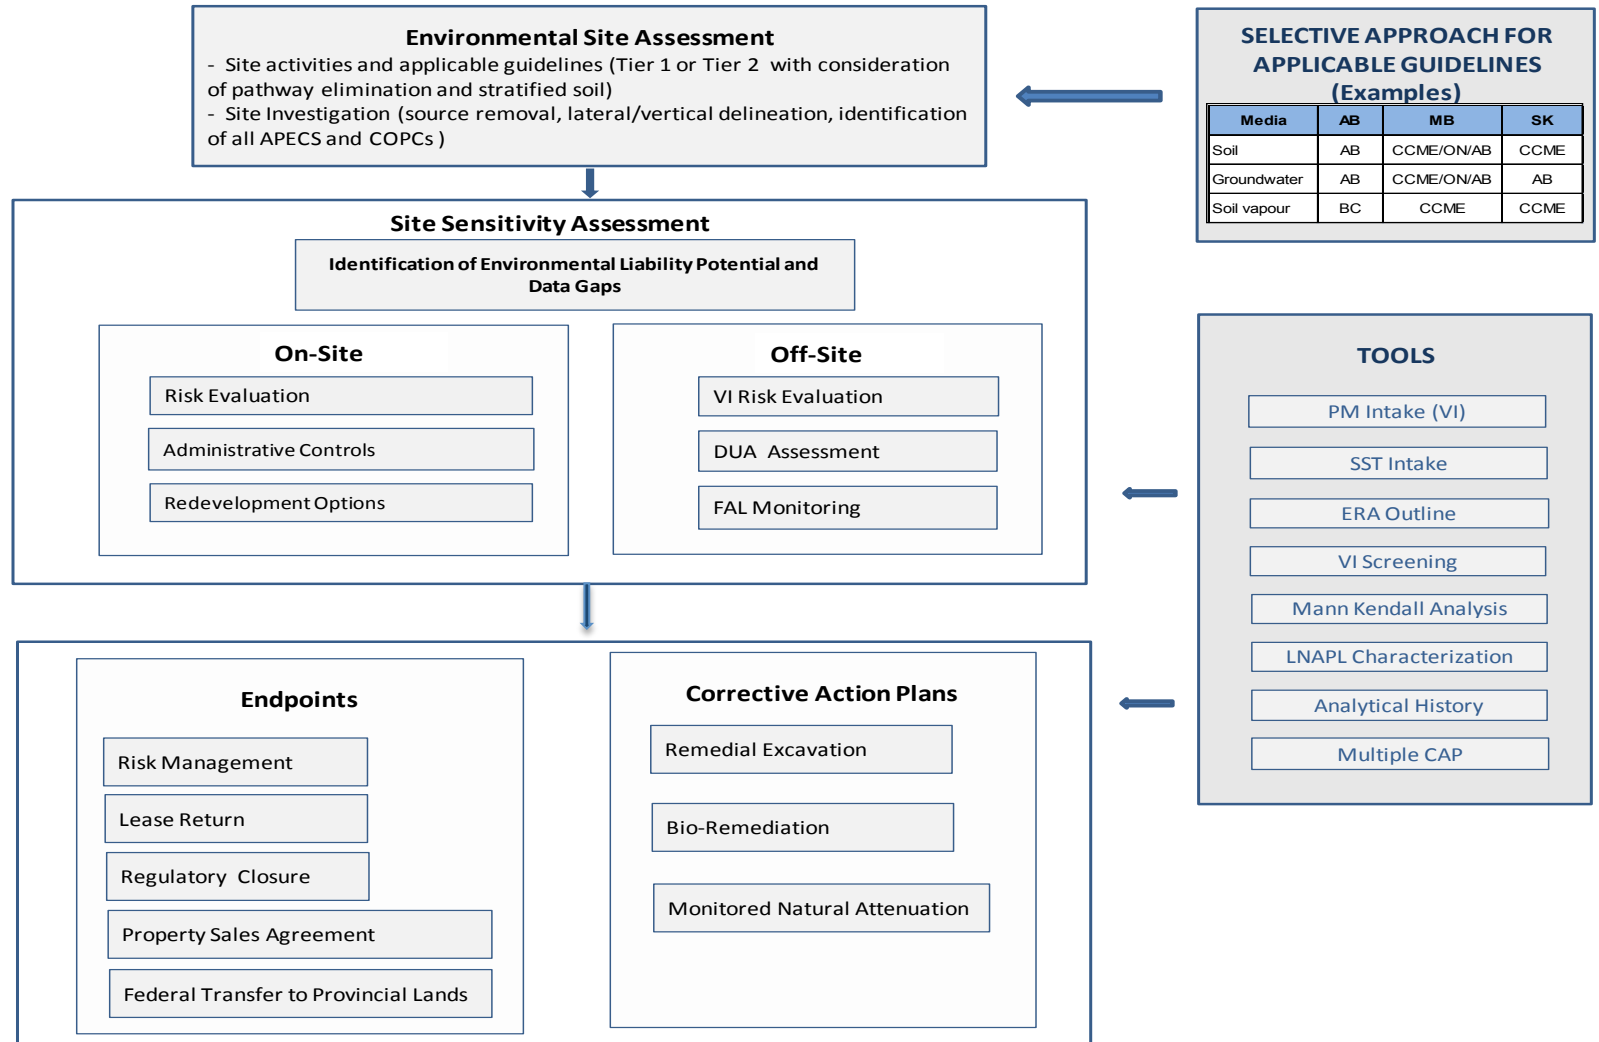 Environmental Site Assessment
- Site activities and applicable guidelines (Tier 1 or Tier 2 with consideration
of pathway elimination and stratified soil)
- Site Investigation (source removal, lateral/vertical delineation, identification
of all APECS and COPCs )
SELECTIVE APPROACH FOR
APPLICABLE GUIDELINES
(Examples)
Media AB MB SK
Soil AB CCME/ON/AB CCME
Groundwater AB CCME/ON/AB AB
Soil vapour BC CCME CCME
Site Sensitivity Assessment
Identification of Environmental Liability Potential and
Data Gaps
On-Site
Risk Evaluation
Administrative Controls
Redevelopment Options
Off-Site
VI Risk Evaluation
DUA Assessment
FAL Monitoring
TOOLS
PM Intake (VI)
SST Intake
ERA Outline
VI Screening
Mann Kendall Analysis
LNAPL Characterization
Analytical History
Multiple CAP
Endpoints
Risk Management
Lease Return
Regulatory Closure
Property Sales Agreement
Federal Transfer to Provincial Lands
Corrective Action Plans
Remedial Excavation
Bio-Remediation
Monitored Natural Attenuation